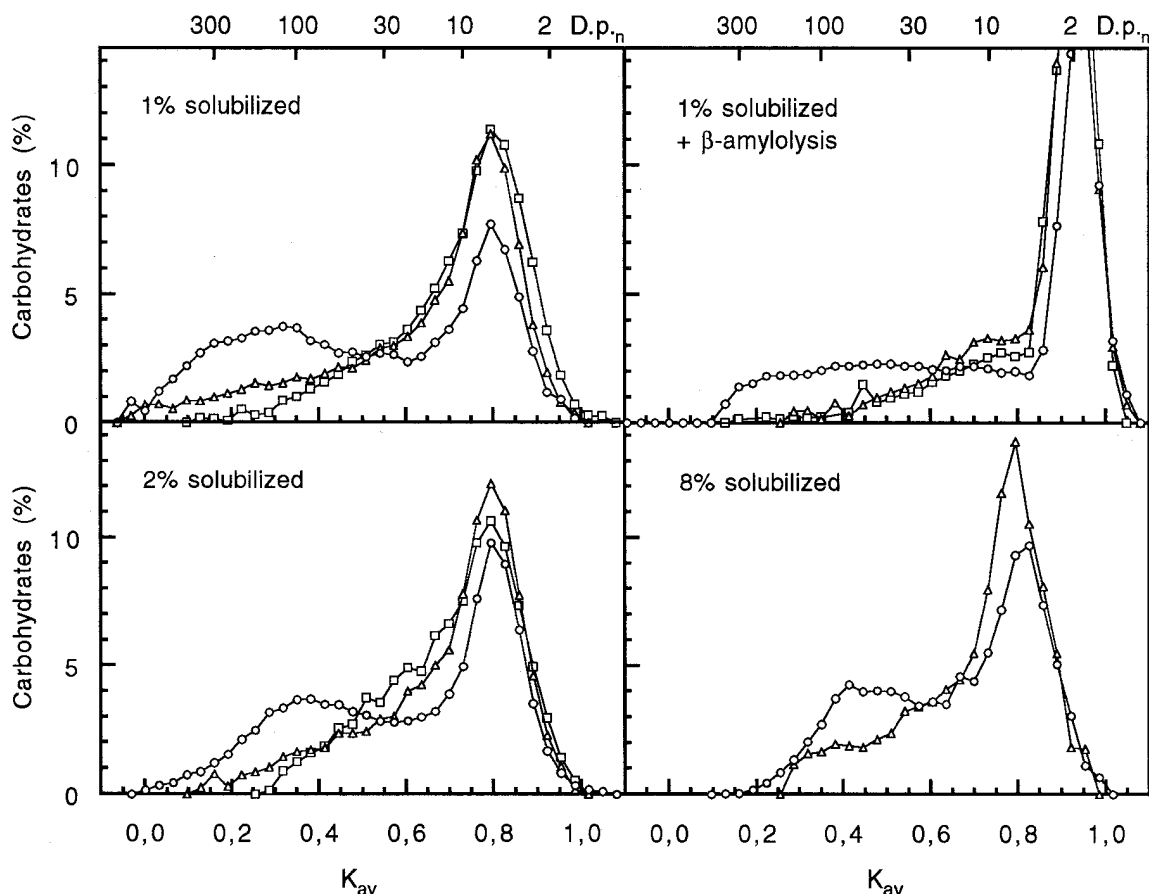 300 100 30 10 2 D.p.n
300 100 30 10 2 D.p.n
1% solubilized
1% solubilized
+ β-amylolysis
Carbohydrates (%)
10
5
0
2% solubilized
8% solubilized
Carbohydrates (%)
10
5
0
0,0 0,2 0,4 0,6 0,8 1,0
0,0 0,2 0,4 0,6 0,8 1,0
Kav
Kav